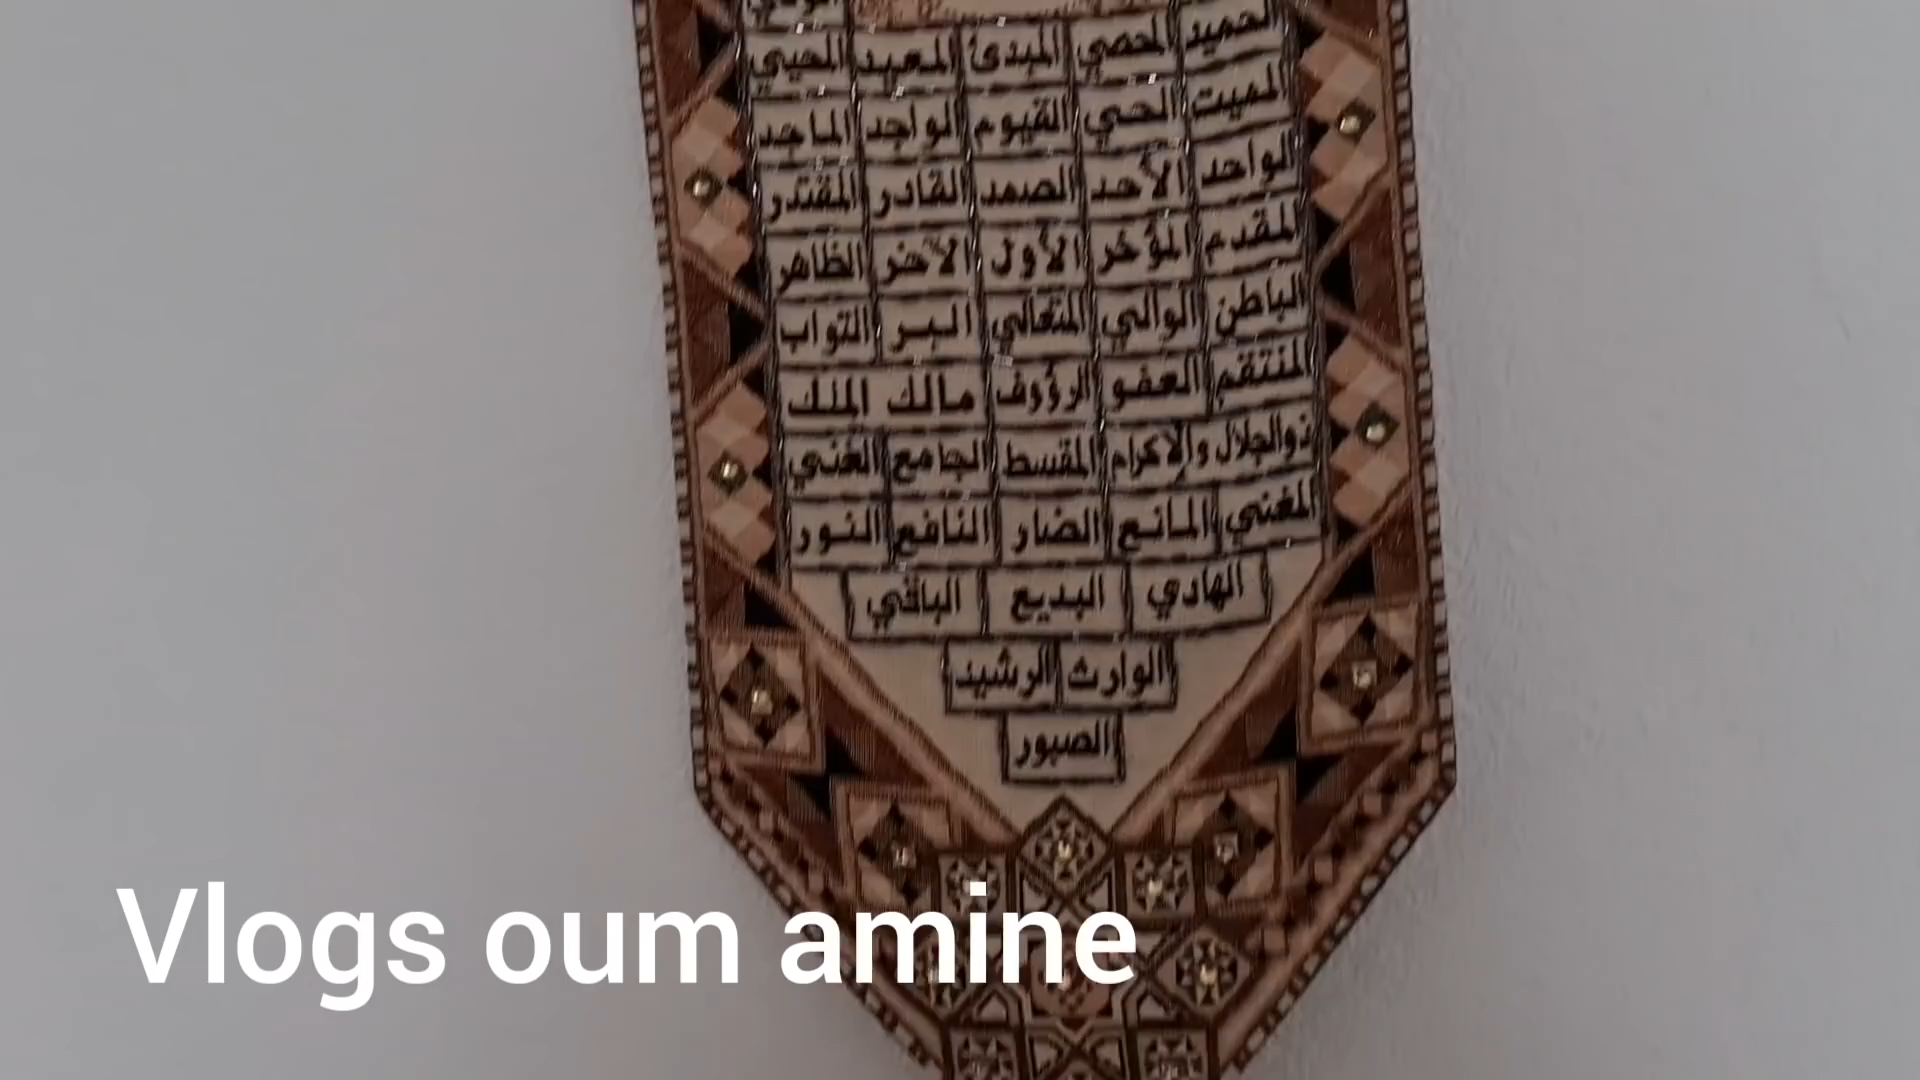 الحميد المحصي المبدئ المعيد المحيي
المميت الحي القيوم الواجد الماجد
الواحد الأحد الصمد القادر المقتدر
المقدم المؤخر الأول الآخر الظاهر
الباطن الوالي المتعالي البر التواب
المنتقم العفو الرؤوف مالك الملك
ذوالجلال والإكرام المقسط الجامع الغني
المغني المانع الضار النافع النور
الهادي البديع الباقي
الوارث الرشيد
الصبور
Vlogs oum amine